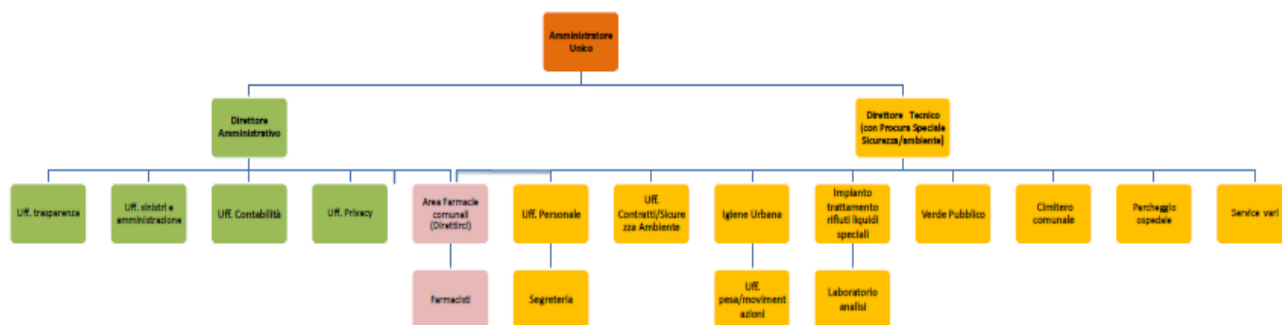 Amministratore
Unico
Direttore
Amministrativo
Direttore Tecnico
(con Procura Speciale
Sicurezza/ambiente)
Uff. trasparenza
Uff. sinistri e
amministrazione
Uff. Contabilità
Uff. Privacy
Area Farmacie
comunali
(Direttirci)
Uff. Personale
Uff.
Contratti/Sicure
zza Ambiente
Igiene Urbana
Impianto
trattamento
rifiuti liquidi
speciali
Verde Pubblico
Cimitero
comunale
Parcheggio
ospedale
Service vari
Farmacisti
Segreteria
Uff.
pesa/moviment
azioni
Laboratorio
analisi